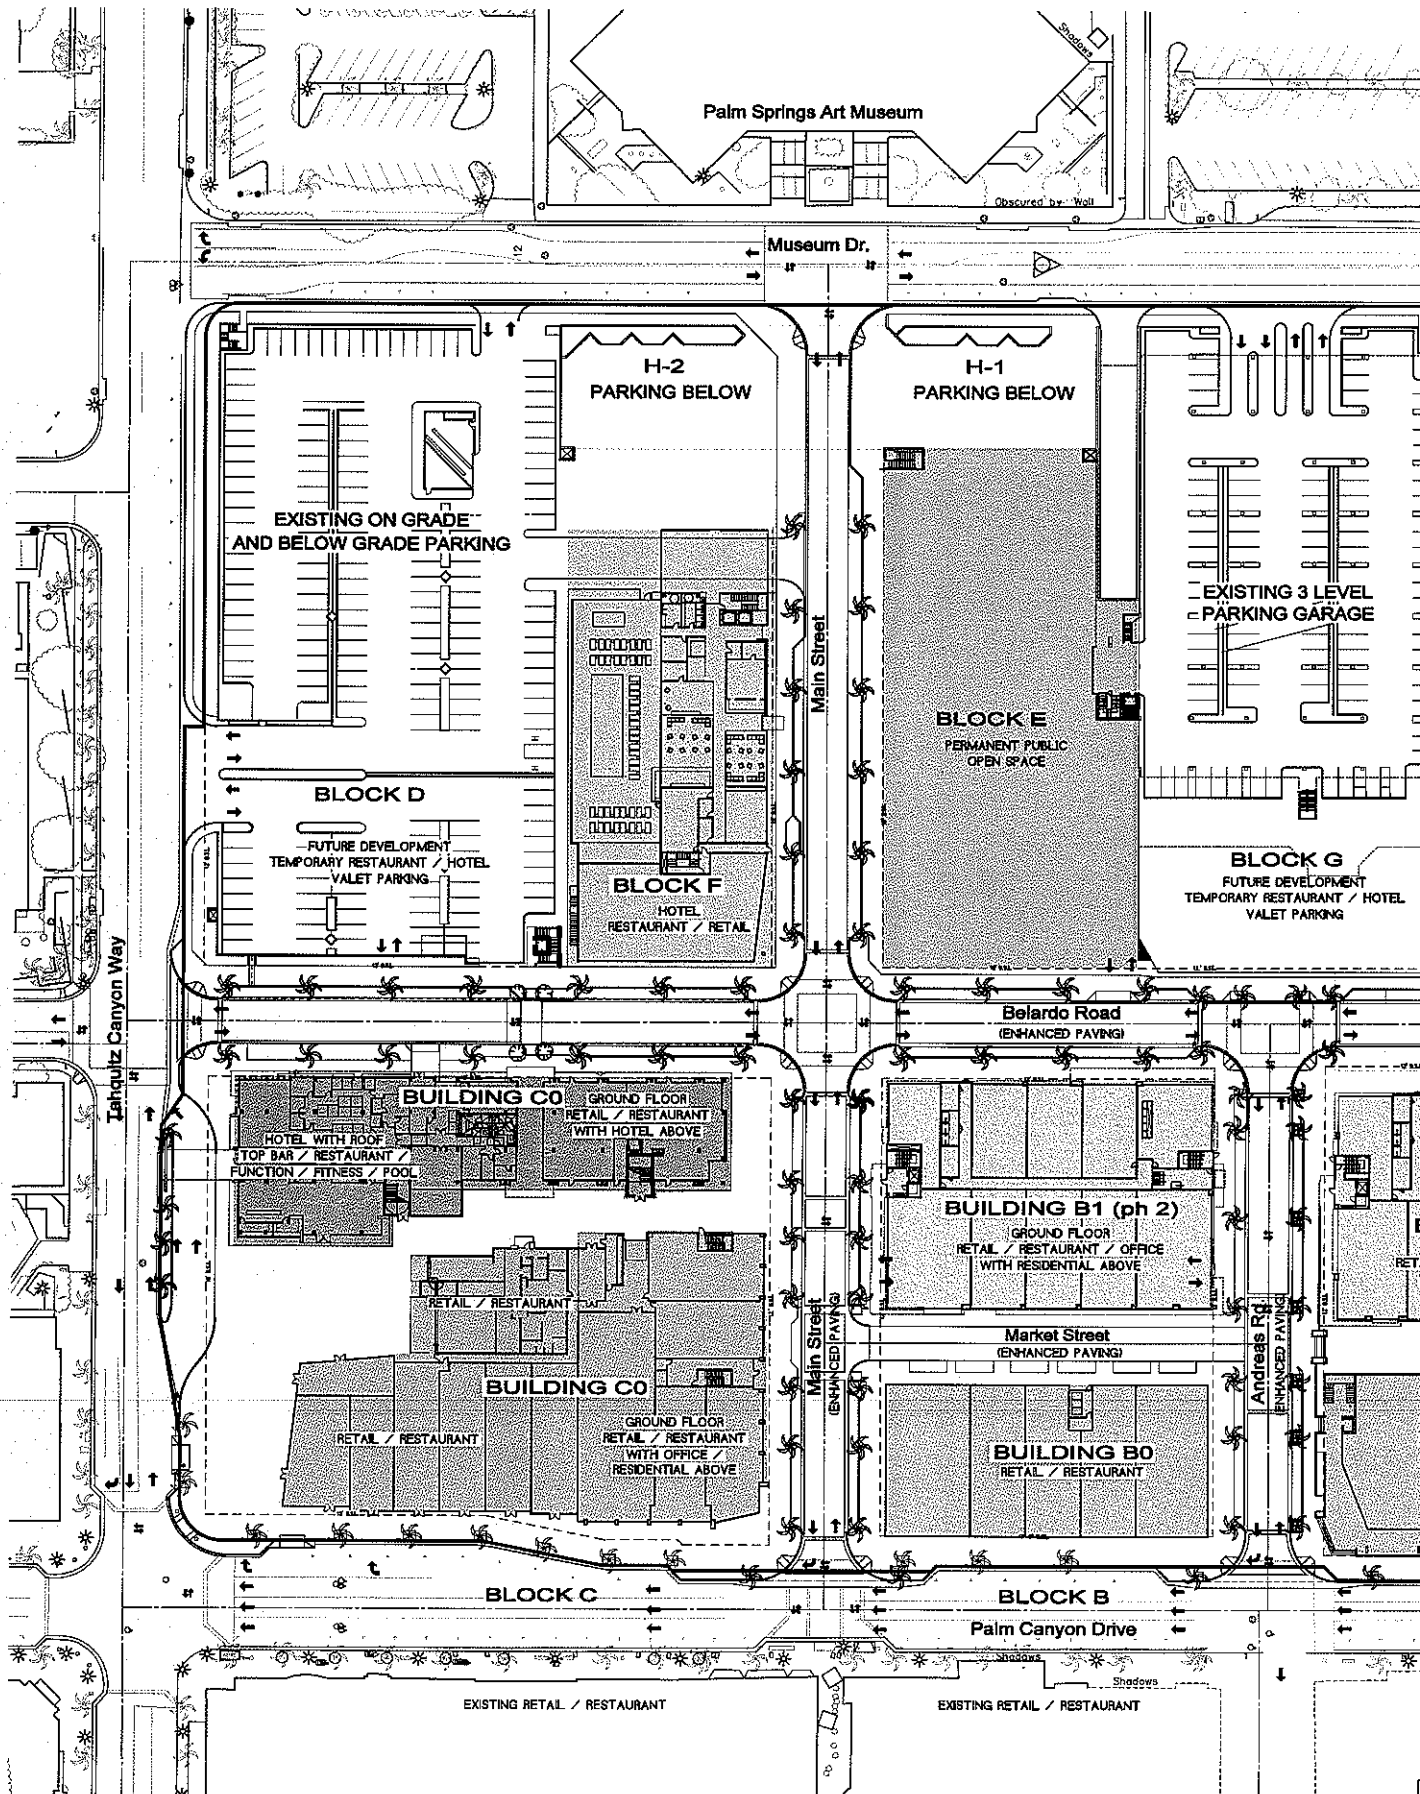 Shadows
Palm Springs Art Museum
Obscured by Wall
Museum Dr.
12
H-2
PARKING BELOW
H-1
PARKING BELOW
EXISTING ON GRADE
AND BELOW GRADE PARKING
EXISTING 3 LEVEL
PARKING GARAGE
Main Street
BLOCK E
PERMANENT PUBLIC
OPEN SPACE
BLOCK D
FUTURE DEVELOPMENT
TEMPORARY RESTAURANT / HOTEL
VALET PARKING
BLOCK F
HOTEL
RESTAURANT / RETAIL
BLOCK G
FUTURE DEVELOPMENT
TEMPORARY RESTAURANT / HOTEL
VALET PARKING
Tahquitz Canyon Way
Belardo Road
(ENHANCED PAVING)
BUILDING C0
GROUND FLOOR
RETAIL / RESTAURANT
WITH HOTEL ABOVE
HOTEL WITH ROOF
TOP BAR / RESTAURANT /
FUNCTION / FITNESS / POOL
BUILDING B1 (ph 2)
GROUND FLOOR
RETAIL / RESTAURANT / OFFICE
WITH RESIDENTIAL ABOVE
RETAIL / RESTAURANT
Main Street
(ENHANCED PAVING)
Market Street
(ENHANCED PAVING)
Andreas Rd.
(ENHANCED PAVING)
BUILDING C0
GROUND FLOOR
RETAIL / RESTAURANT
WITH OFFICE /
RESIDENTIAL ABOVE
RETAIL / RESTAURANT
BUILDING B0
RETAIL / RESTAURANT
BLOCK C
BLOCK B
Palm Canyon Drive
Shadows
Shadows
EXISTING RETAIL / RESTAURANT
EXISTING RETAIL / RESTAURANT